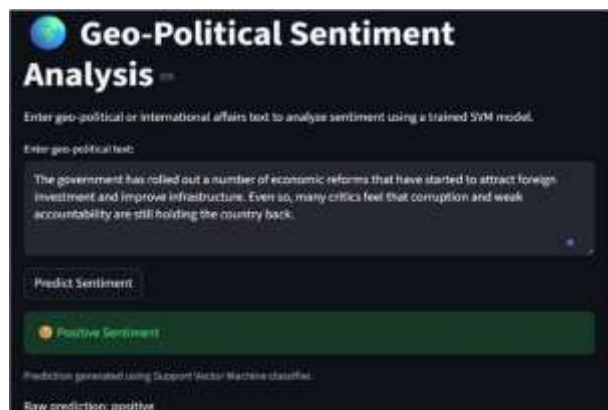 Geo-Political Sentiment
Analysis
Enter geo-political or international affairs text to analyze sentiment using a trained SVM model.
Enter geo-political text:
The government has rolled out a number of economic reforms that have started to attract foreign
investment and improve infrastructure. Even so, many critics feel that corruption and weak
accountability are still holding the country back.
Predict Sentiment
Positive Sentiment
Prediction generated using Support Vector Machine classifier.
Raw prediction: positive